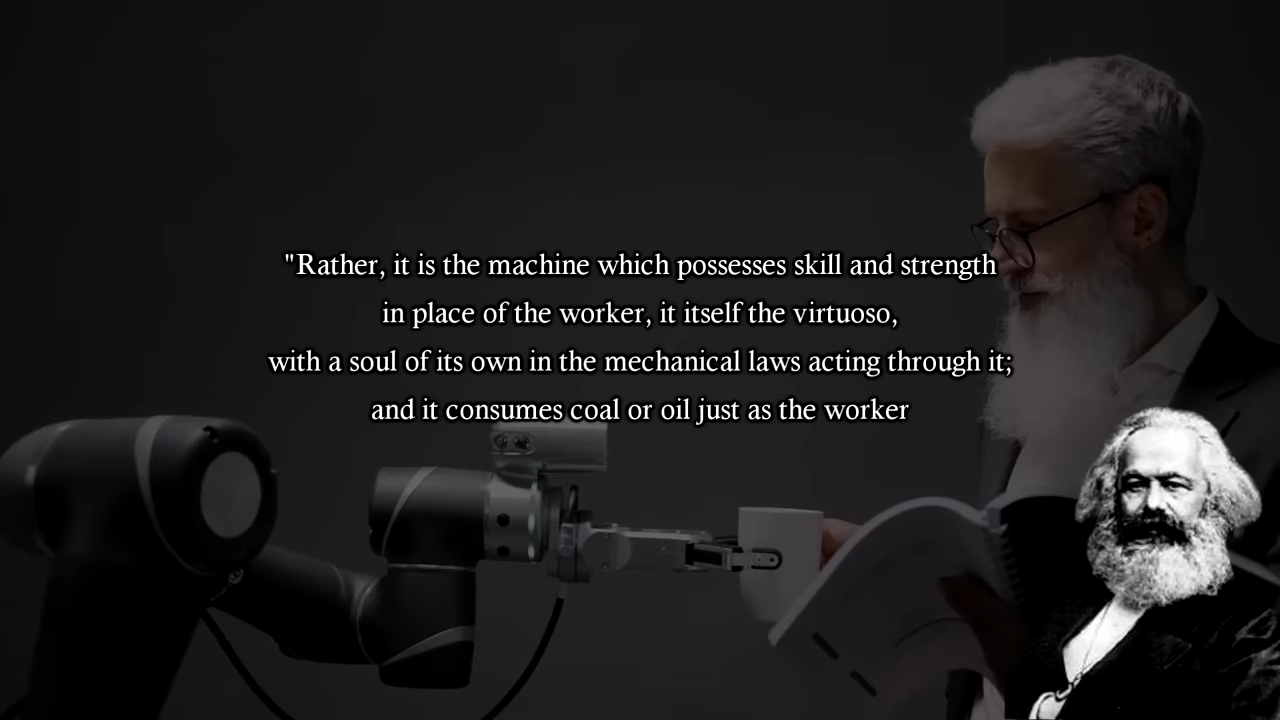 "Rather, it is the machine which possesses skill and strength
in place of the worker, it itself the virtuoso,
with a soul of its own in the mechanical laws acting through it;
and it consumes coal or oil just as the worker